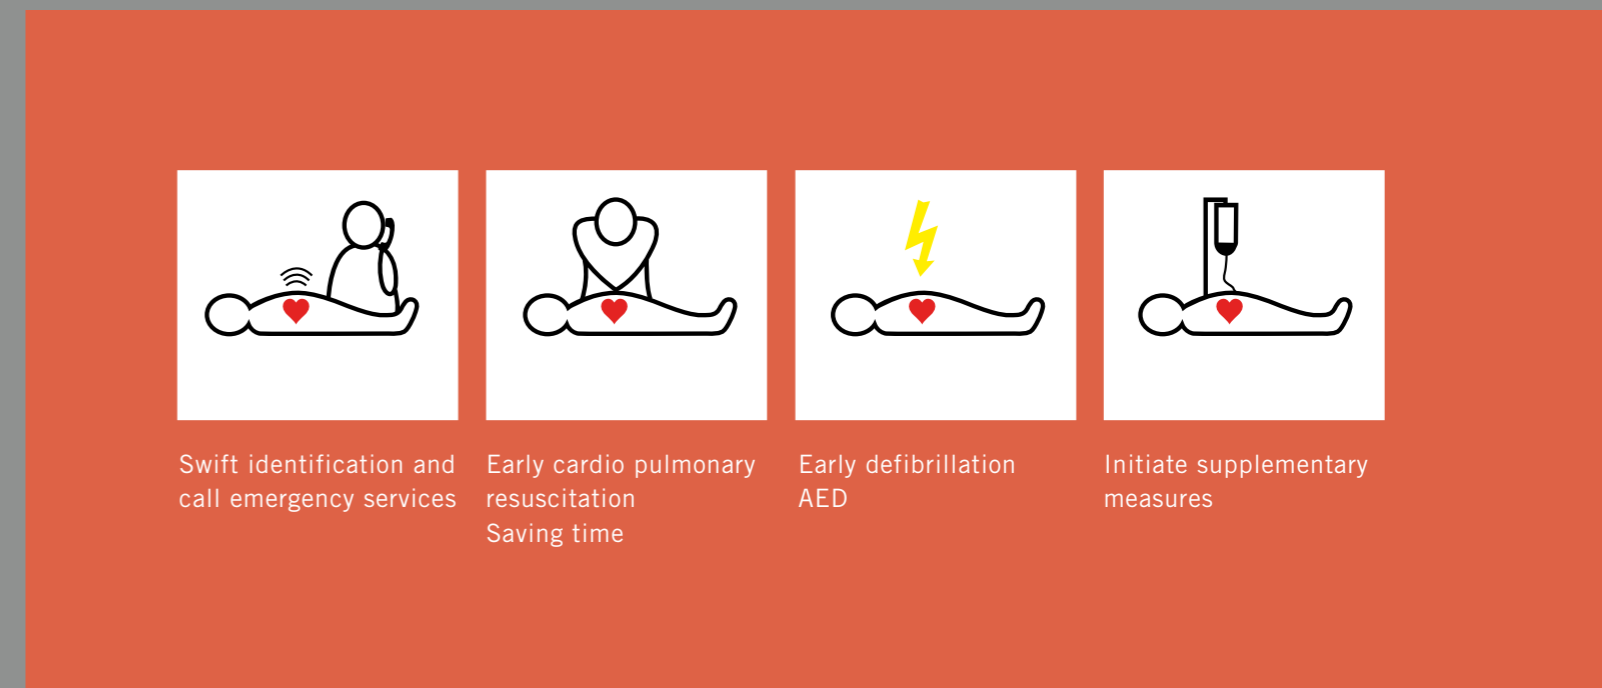 Swift identification and
call emergency services
Early cardio pulmonary
resuscitation
Saving time
Early defibrillation
AED
Initiate supplementary
measures